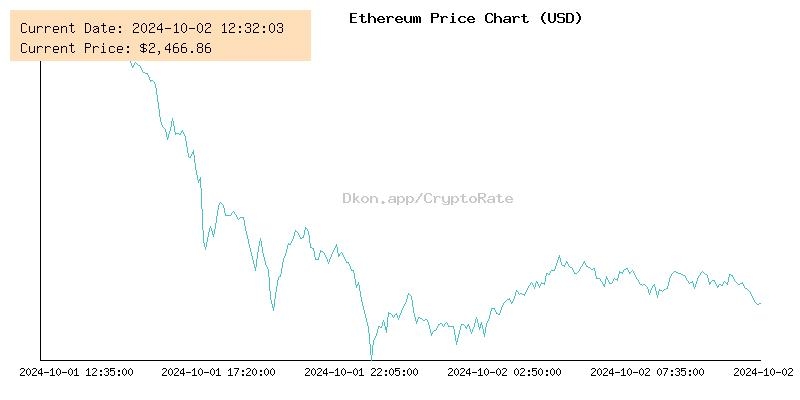 Ethereum Price Chart (USD)
Current Date: 2024-10-02 12:32:03
Current Price: $2,466.86
Dkon.app/CryptoRate
2024-10-01 12:35:00 2024-10-01 17:20:00 2024-10-01 22:05:00 2024-10-02 02:50:00 2024-10-02 07:35:00 2024-10-02